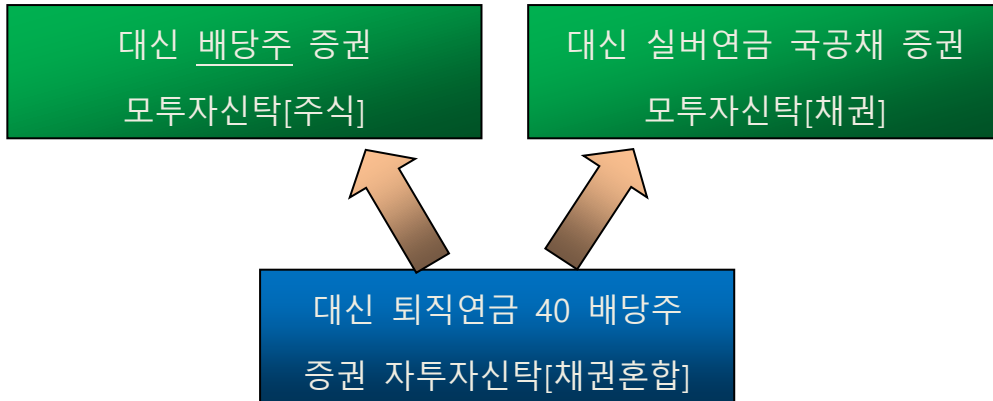 대신 배당주 증권
모투자신탁[주식]
대신 실버연금 국공채 증권
모투자신탁[채권]
대신 퇴직연금 40 배당주
증권 자투자신탁[채권혼합]